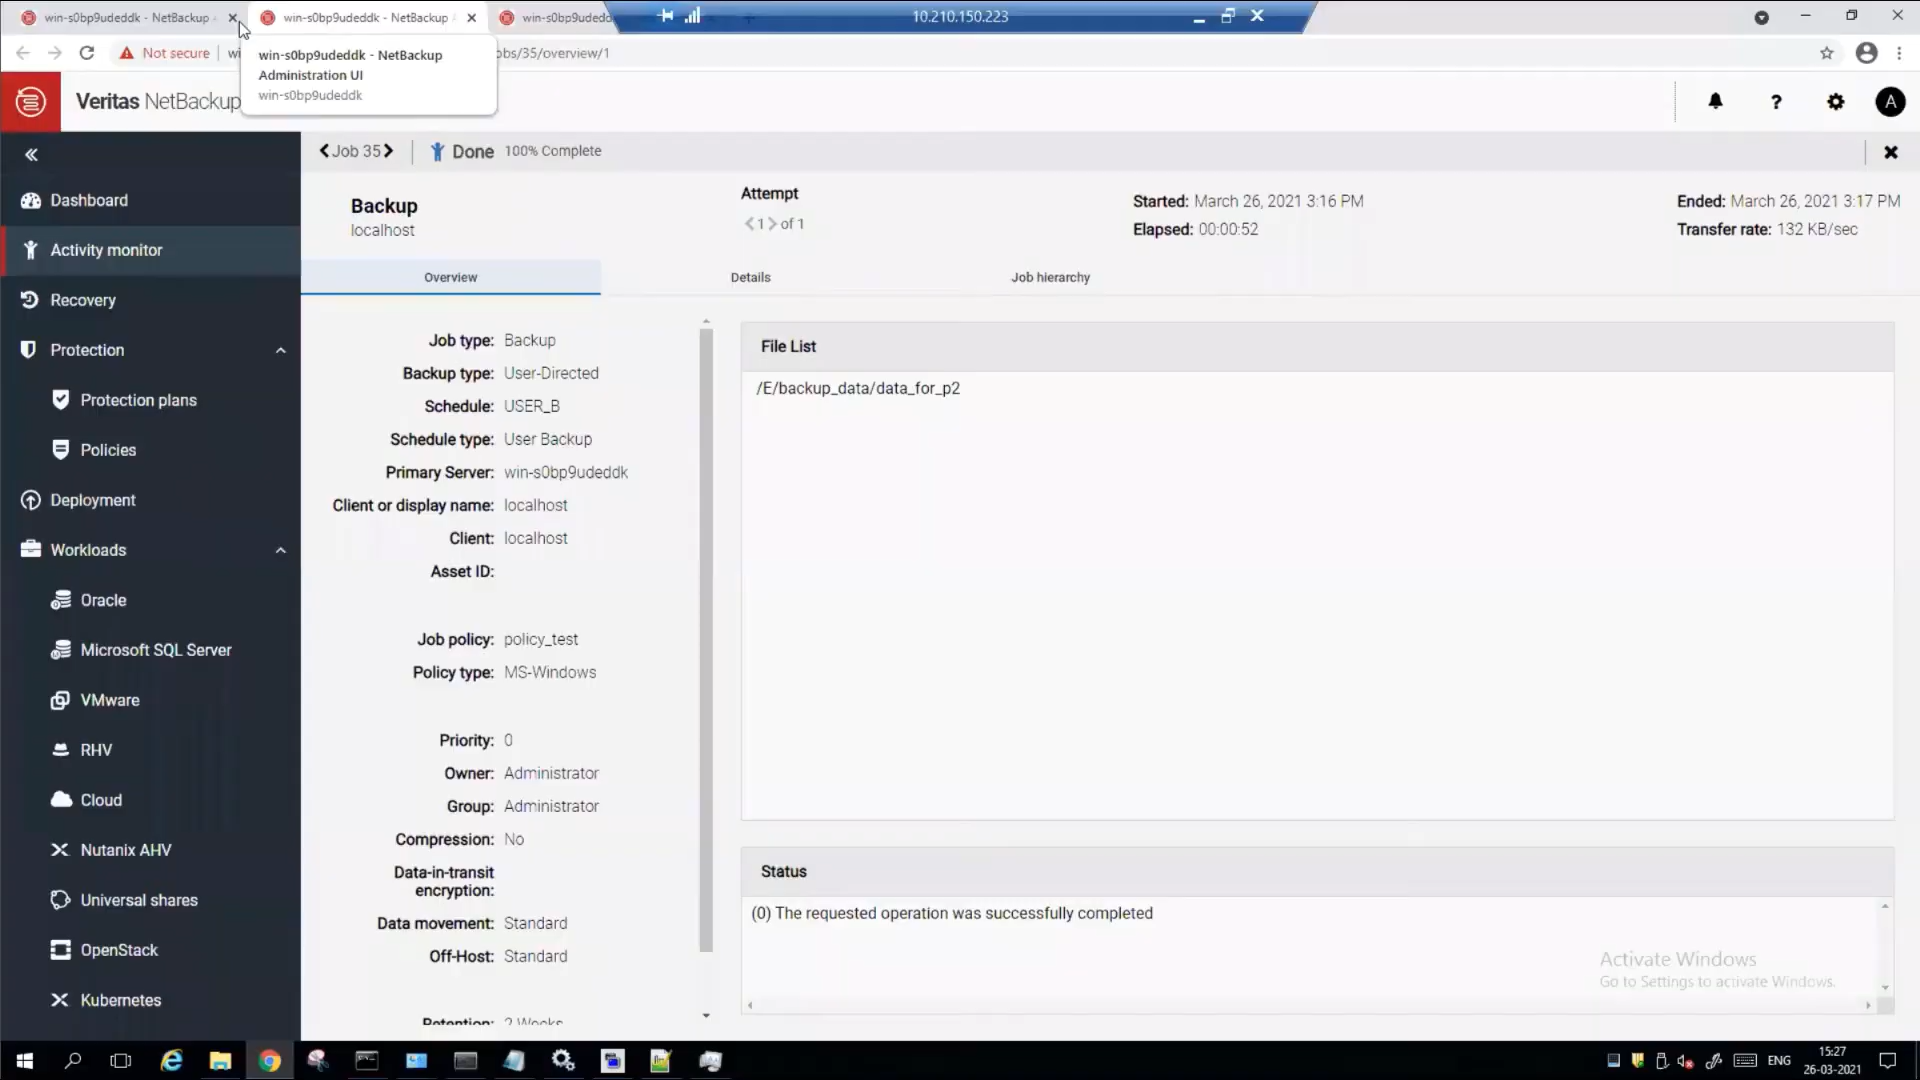 win-s0bp9udeddk - NetBackup
win-s0bp9udeddk - NetBackup
win-s0bp9udedd
10.210.150.223
Not secure
wi
obs/35/overview/1
win-s0bp9udeddk - NetBackup
Administration UI
win-s0bp9udeddk
Veritas NetBackup
?
A
Job 35
Done
100% Complete
Dashboard
Activity monitor
Recovery
Protection
Protection plans
Policies
Deployment
Workloads
Oracle
Microsoft SQL Server
VMware
RHV
Cloud
Nutanix AHV
Universal shares
OpenStack
Kubernetes
Backup
localhost
Attempt
1 of 1
Started: March 26, 2021 3:16 PM
Elapsed: 00:00:52
Ended: March 26, 2021 3:17 PM
Transfer rate: 132 KB/sec
Overview
Details
Job hierarchy
Job type: Backup
Backup type: User-Directed
Schedule: USER_B
Schedule type: User Backup
Primary Server: win-s0bp9udeddk
Client or display name: localhost
Client: localhost
Asset ID:
Job policy: policy_test
Policy type: MS-Windows
Priority: 0
Owner: Administrator
Group: Administrator
Compression: No
Data-in-transit
encryption:
Data movement: Standard
Off-Host: Standard
Retention: 2 Weeks
File List
/E/backup_data/data_for_p2
Status
(0) The requested operation was successfully completed
Activate Windows
Go to Settings to activate Windows.
ENG
15:27
26-03-2021